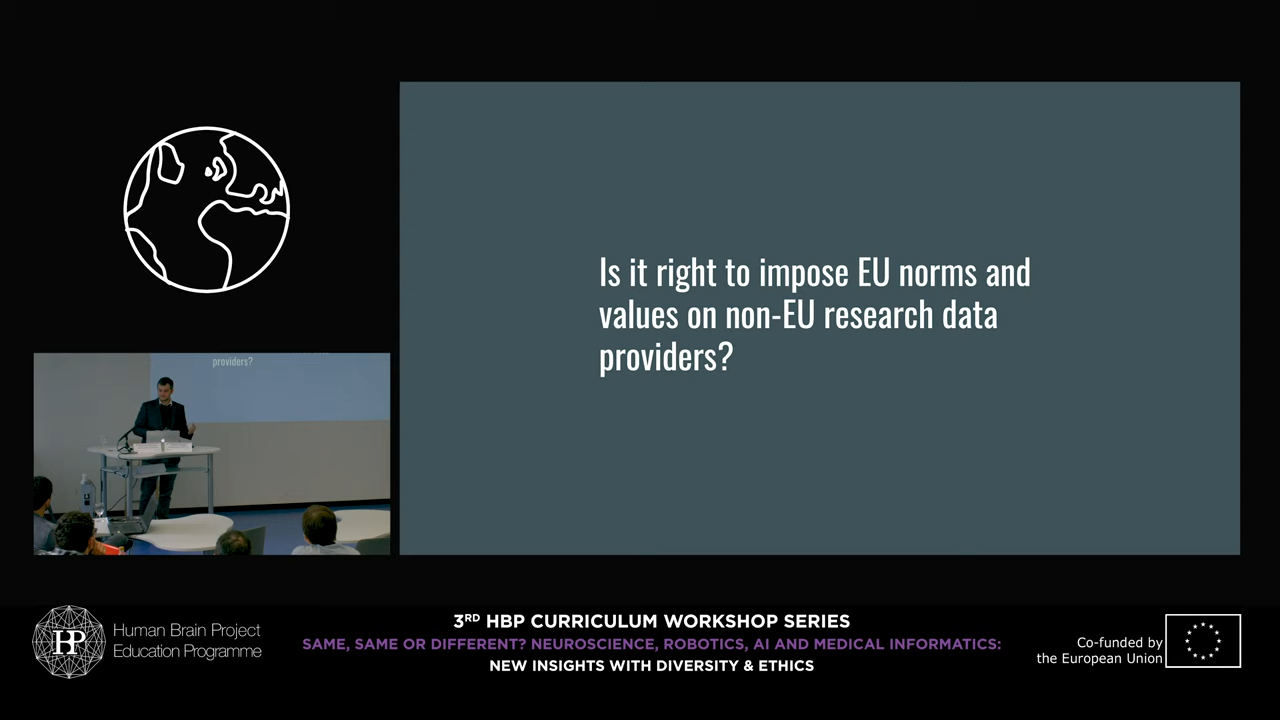 Is it right to impose EU norms and
values on non-EU research data
providers?
providers?
HBP
Human Brain Project
Education Programme
3RD HBP CURRICULUM WORKSHOP SERIES
SAME, SAME OR DIFFERENT? NEUROSCIENCE, ROBOTICS, AI AND MEDICAL INFORMATICS:
NEW INSIGHTS WITH DIVERSITY & ETHICS
Co-funded by
the European Union